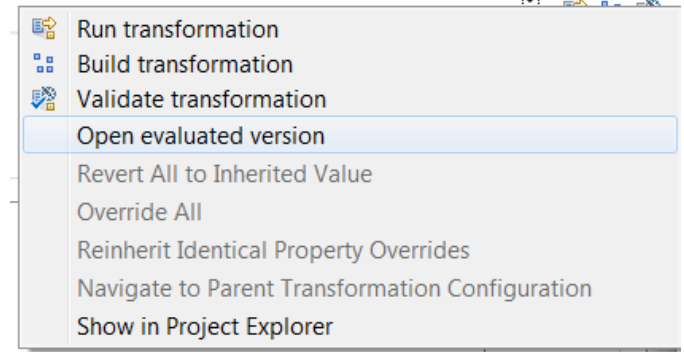 Run transformation
Build transformation
Validate transformation
Open evaluated version
Revert All to Inherited Value
Override All
Reinherit Identical Property Overrides
Navigate to Parent Transformation Configuration
Show in Project Explorer